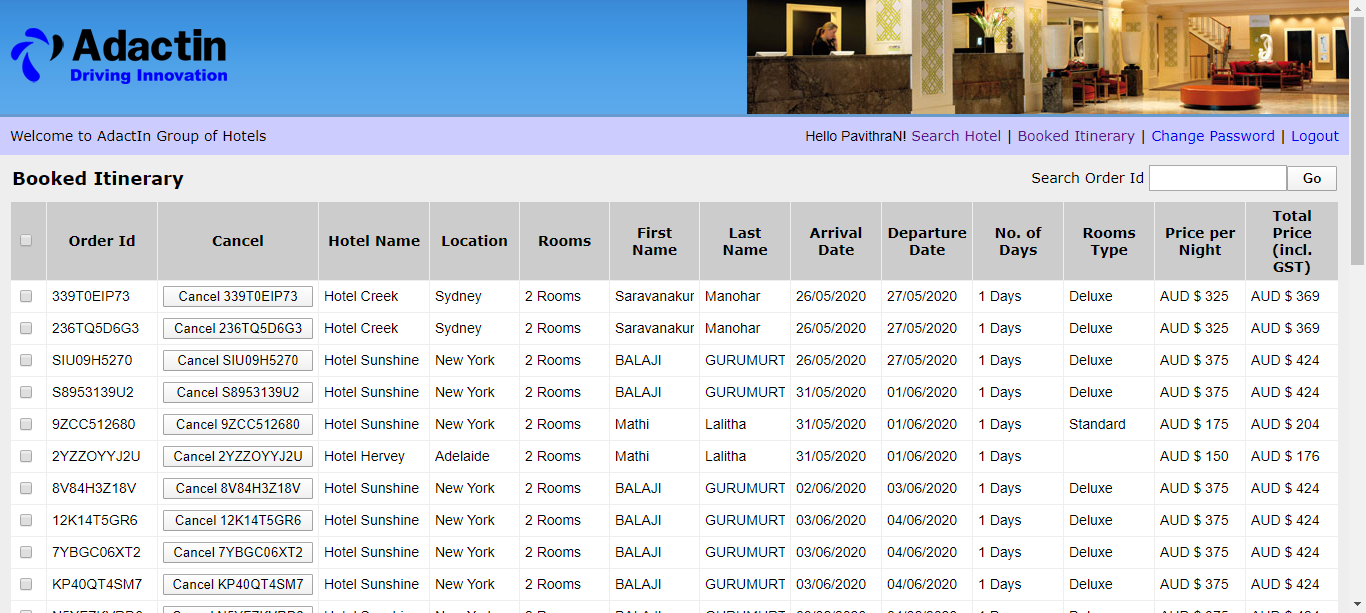 Adactin
Driving Innovation
Welcome to AdactIn Group of Hotels
Hello PavithraN! Search Hotel | Booked Itinerary | Change Password | Logout
Booked Itinerary
Search Order Id Go
Order Id Cancel Hotel Name Location Rooms First Name Last Name Arrival Date Departure Date No. of Days Rooms Type Price per Night Total Price (incl. GST)
339T0EIP73 Cancel 339T0EIP73 Hotel Creek Sydney 2 Rooms Saravanakur Manohar 26/05/2020 27/05/2020 1 Days Deluxe AUD $ 325 AUD $ 369
236TQ5D6G3 Cancel 236TQ5D6G3 Hotel Creek Sydney 2 Rooms Saravanakur Manohar 26/05/2020 27/05/2020 1 Days Deluxe AUD $ 325 AUD $ 369
SIU09H5270 Cancel SIU09H5270 Hotel Sunshine New York 2 Rooms BALAJI GURUMURT 26/05/2020 27/05/2020 1 Days Deluxe AUD $ 375 AUD $ 424
S8953139U2 Cancel S8953139U2 Hotel Sunshine New York 2 Rooms BALAJI GURUMURT 31/05/2020 01/06/2020 1 Days Deluxe AUD $ 375 AUD $ 424
9ZCC512680 Cancel 9ZCC512680 Hotel Sunshine New York 2 Rooms Mathi Lalitha 31/05/2020 01/06/2020 1 Days Standard AUD $ 175 AUD $ 204
2YZZOYYJ2U Cancel 2YZZOYYJ2U Hotel Hervey Adelaide 2 Rooms Mathi Lalitha 31/05/2020 01/06/2020 1 Days AUD $ 150 AUD $ 176
8V84H3Z18V Cancel 8V84H3Z18V Hotel Sunshine New York 2 Rooms BALAJI GURUMURT 02/06/2020 03/06/2020 1 Days Deluxe AUD $ 375 AUD $ 424
12K14T5GR6 Cancel 12K14T5GR6 Hotel Sunshine New York 2 Rooms BALAJI GURUMURT 03/06/2020 04/06/2020 1 Days Deluxe AUD $ 375 AUD $ 424
7YBGC06XT2 Cancel 7YBGC06XT2 Hotel Sunshine New York 2 Rooms BALAJI GURUMURT 03/06/2020 04/06/2020 1 Days Deluxe AUD $ 375 AUD $ 424
KP40QT4SM7 Cancel KP40QT4SM7 Hotel Sunshine New York 2 Rooms BALAJI GURUMURT 03/06/2020 04/06/2020 1 Days Deluxe AUD $ 375 AUD $ 424